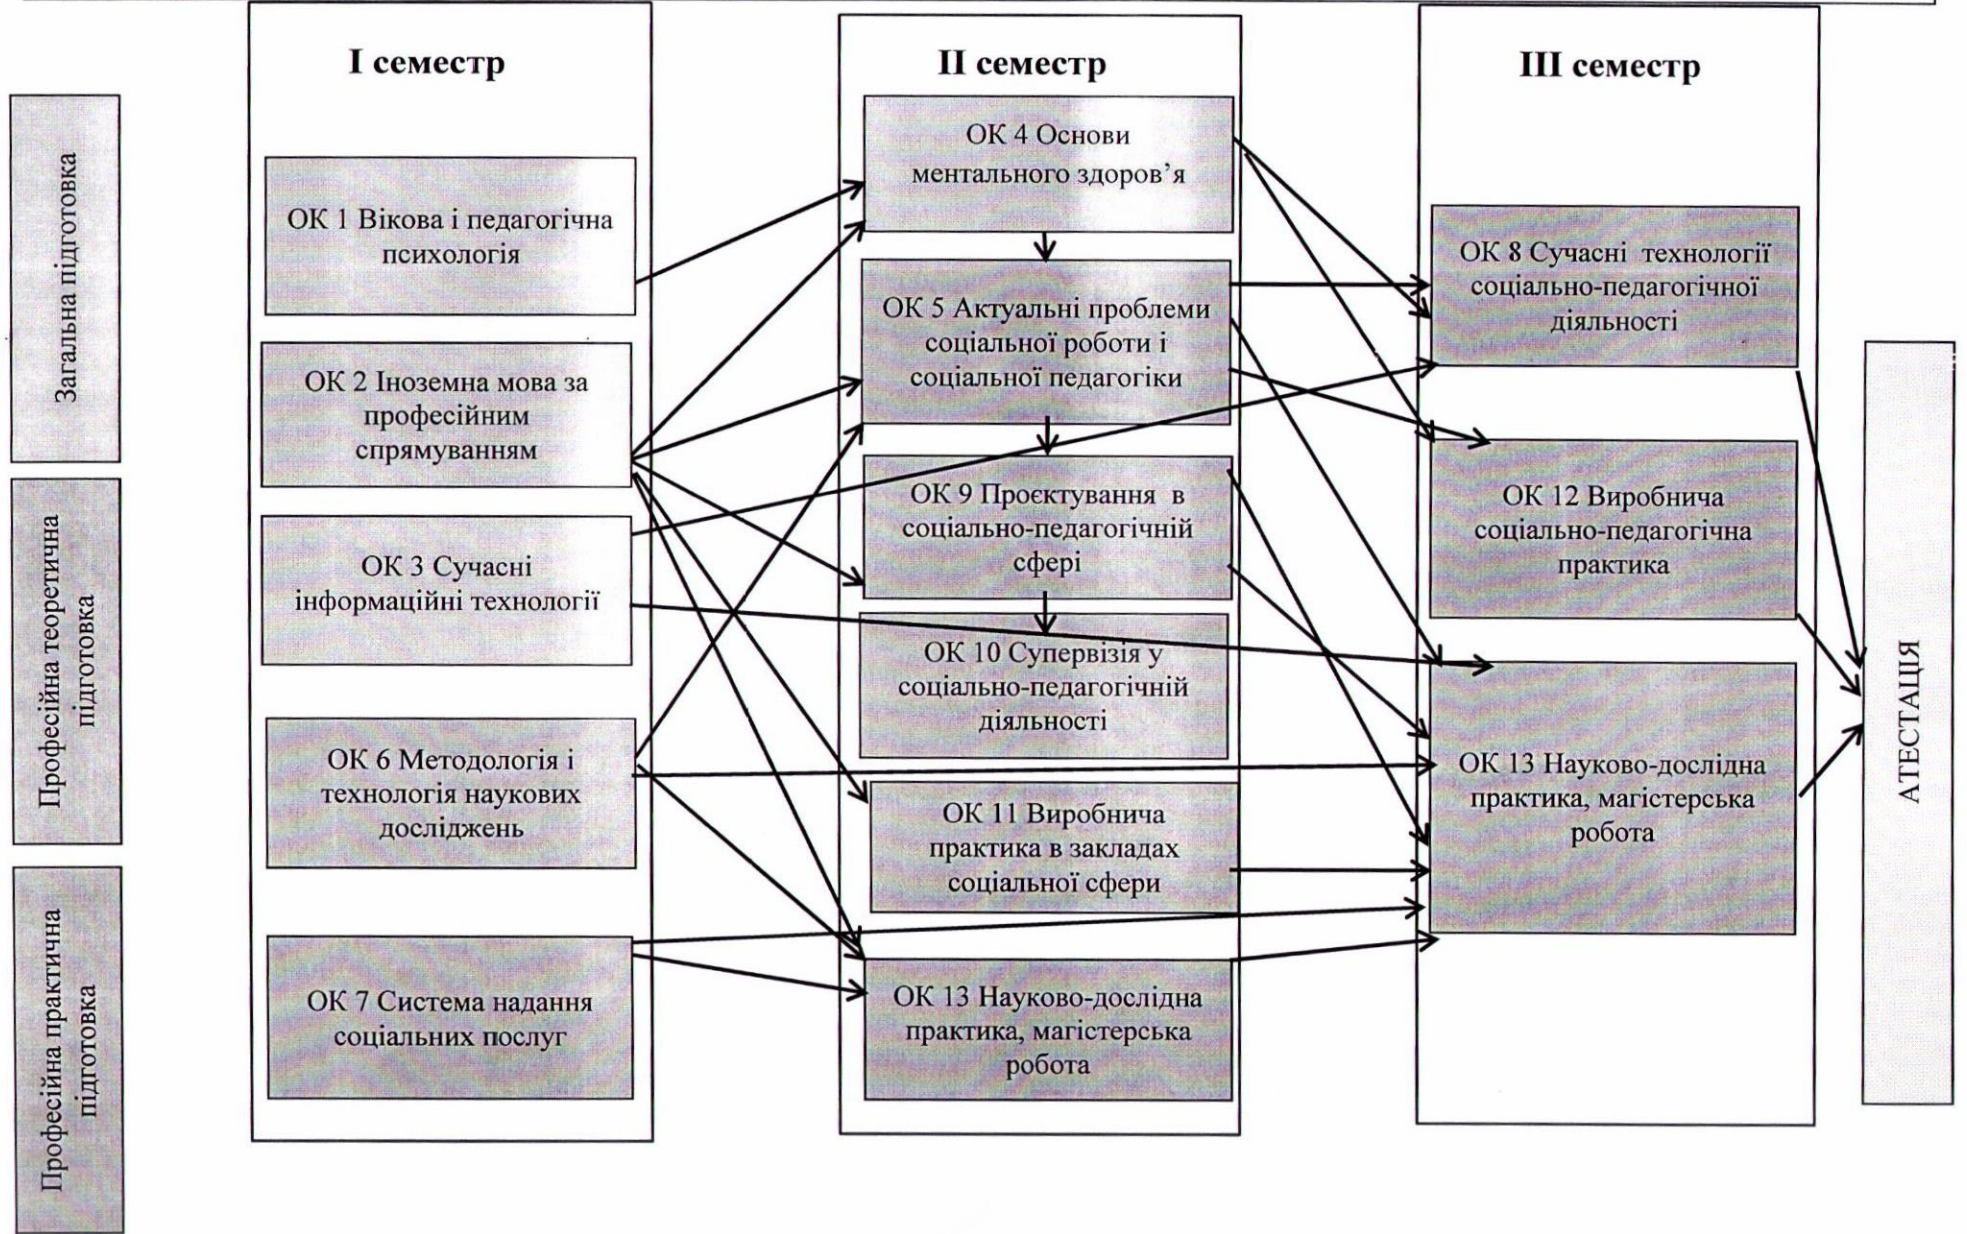 Загальна підготовка
Професійна теоретична
підготовка
Професійна практична
підготовка
І семестр
ОК 1 Вікова і педагогічна
психологія
ОК 2 Іноземна мова за
професійним
спрямуванням
ОК 3 Сучасні
інформаційні технології
ОК 6 Методологія і
технологія наукових
досліджень
ОК 7 Система надання
соціальних послуг
ІІ семестр
ОК 4 Основи
ментального здоров’я
ОК 5 Актуальні проблеми
соціальної роботи і
соціальної педагогіки
ОК 9 Проєктування в
соціально-педагогічній
сфері
ОК 10 Супервізія у
соціально-педагогічній
діяльності
ОК 11 Виробнича
практика в закладах
соціальної сфери
ОК 13 Науково-дослідна
практика, магістерська
робота
ІІІ семестр
ОК 8 Сучасні технології
соціально-педагогічної
діяльності
ОК 12 Виробнича
соціально-педагогічна
практика
ОК 13 Науково-дослідна
практика, магістерська
робота
АТЕСТАЦІЯ